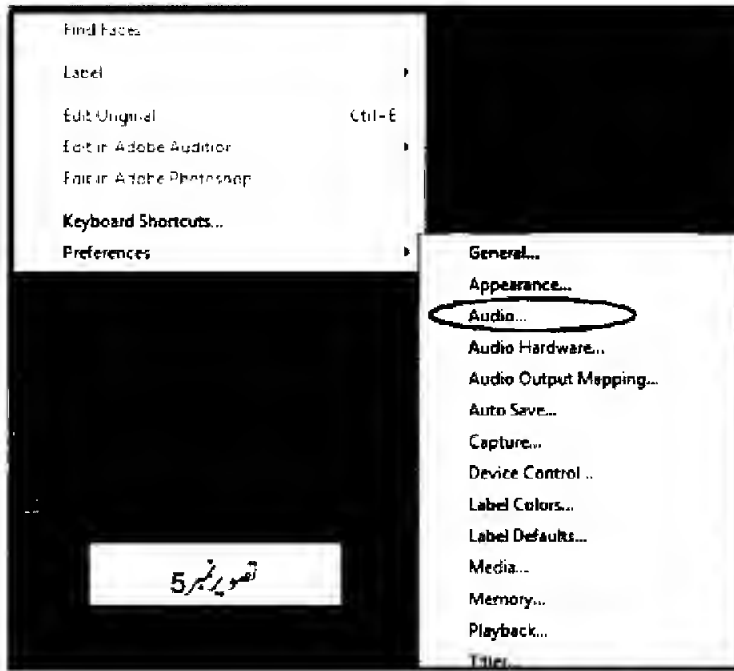 Find Faces
Label
Edit Original Ctrl+E
Edit in Adobe Audition
Edit in Adobe Photoshop
Keyboard Shortcuts...
Preferences
General...
Appearance...
Audio...
Audio Hardware...
Audio Output Mapping...
Auto Save...
Capture...
Device Control...
Label Colors...
Label Defaults...
Media...
Memory...
Playback...
Titler...
تصویر نمبر 5